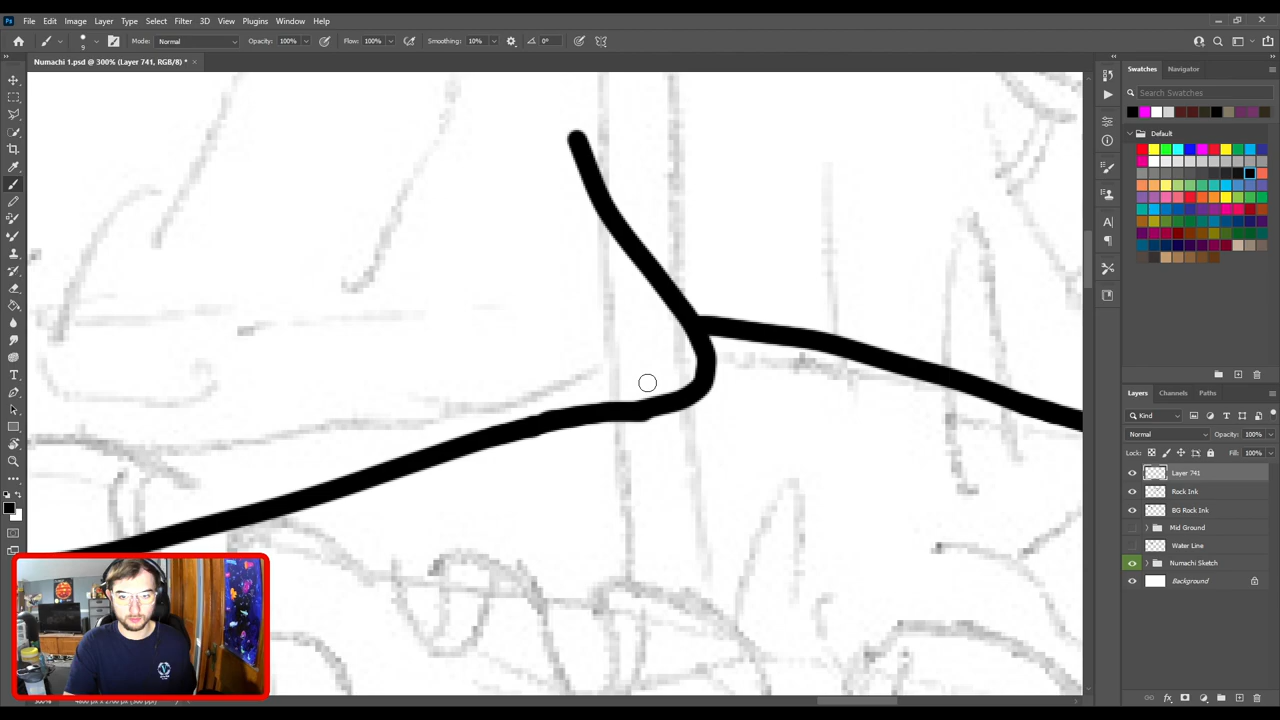 Ps File Edit Image Layer Type Select Filter 3D View Plugins Window Help
9 Mode: Normal Opacity: 100% Flow: 100% Smoothing: 10% 0°
Numachi 1.psd @ 300% (Layer 741, RGB/8) * ×
Swatches Navigator
Search Swatches
Default
Layers Channels Paths
Kind
Normal Opacity: 100%
Lock: Fill: 100%
Layer 741
Rock Ink
BG Rock Ink
Mid Ground
Water Line
Numachi Sketch
Background